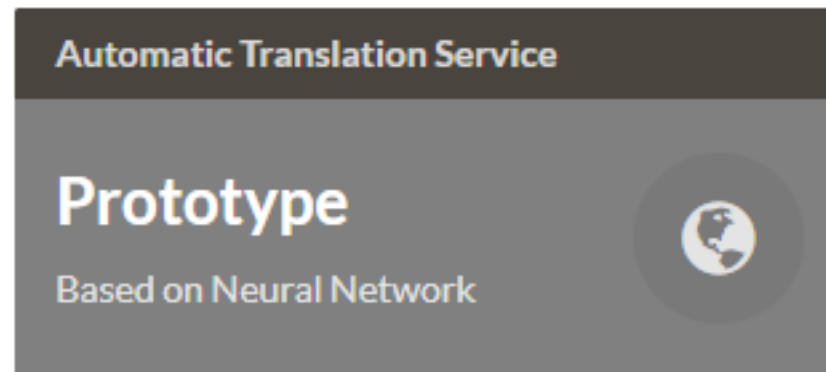 Automatic Translation Service
Prototype
Based on Neural Network